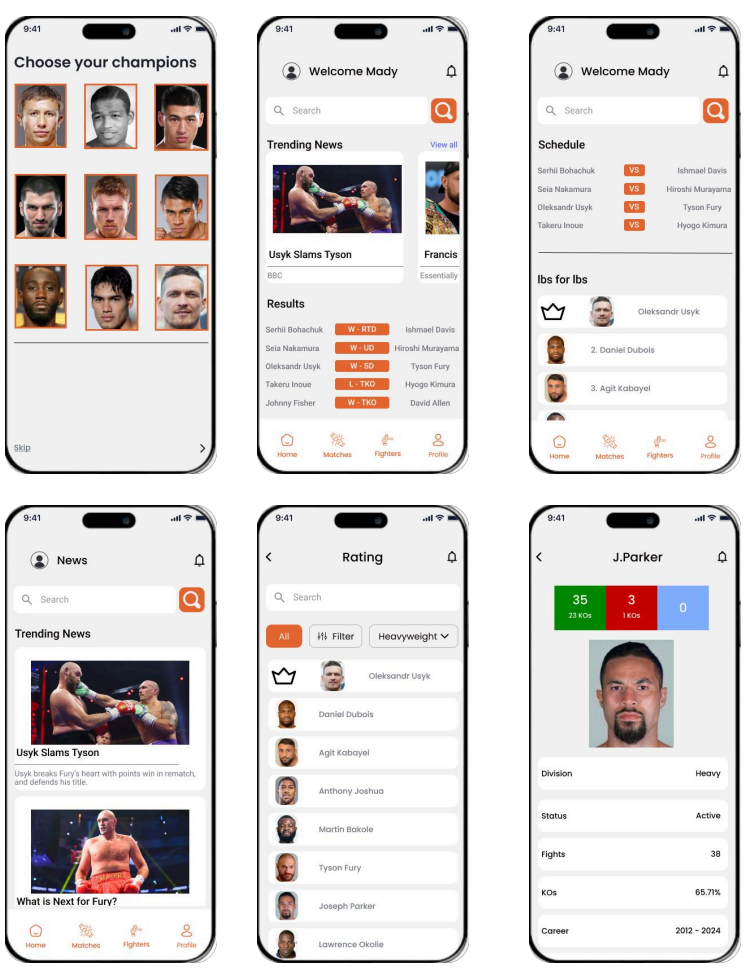 9:41
Choose your champions
Skip
9:41
Welcome Mady
Search
Trending News
View all
Usyk Slams Tyson
BBC
Francis
Essentially
Results
Serhii Bohachuk W - RTD Ishmael Davis
Seia Nakamura W - UD Hiroshi Murayama
Oleksandr Usyk W - SD Tyson Fury
Takeru Inoue L - TKO Hyogo Kimura
Johnny Fisher W - TKO David Allen
Home Matches Fighters Profile
9:41
Welcome Mady
Search
Schedule
Serhii Bohachuk VS Ishmael Davis
Seia Nakamura VS Hiroshi Murayama
Oleksandr Usyk VS Tyson Fury
Takeru Inoue VS Hyogo Kimura
lbs for lbs
Oleksandr Usyk
2. Daniel Dubois
3. Agit Kabayel
Home Matches Fighters Profile
9:41
News
Search
Trending News
Usyk Slams Tyson
Usyk breaks Fury's heart with points win in rematch,
and defends his title.
What is Next for Fury?
Home Matches Fighters Profile
9:41
Rating
Search
All Filter Heavyweight
Oleksandr Usyk
Daniel Dubois
Agit Kabayel
Anthony Joshua
Martin Bakole
Tyson Fury
Joseph Parker
Lawrence Okolie
9:41
J.Parker
35 3 0
23 KOs 1 KOs
Division Heavy
Status Active
Fights 38
KOs 65.71%
Career 2012 - 2024